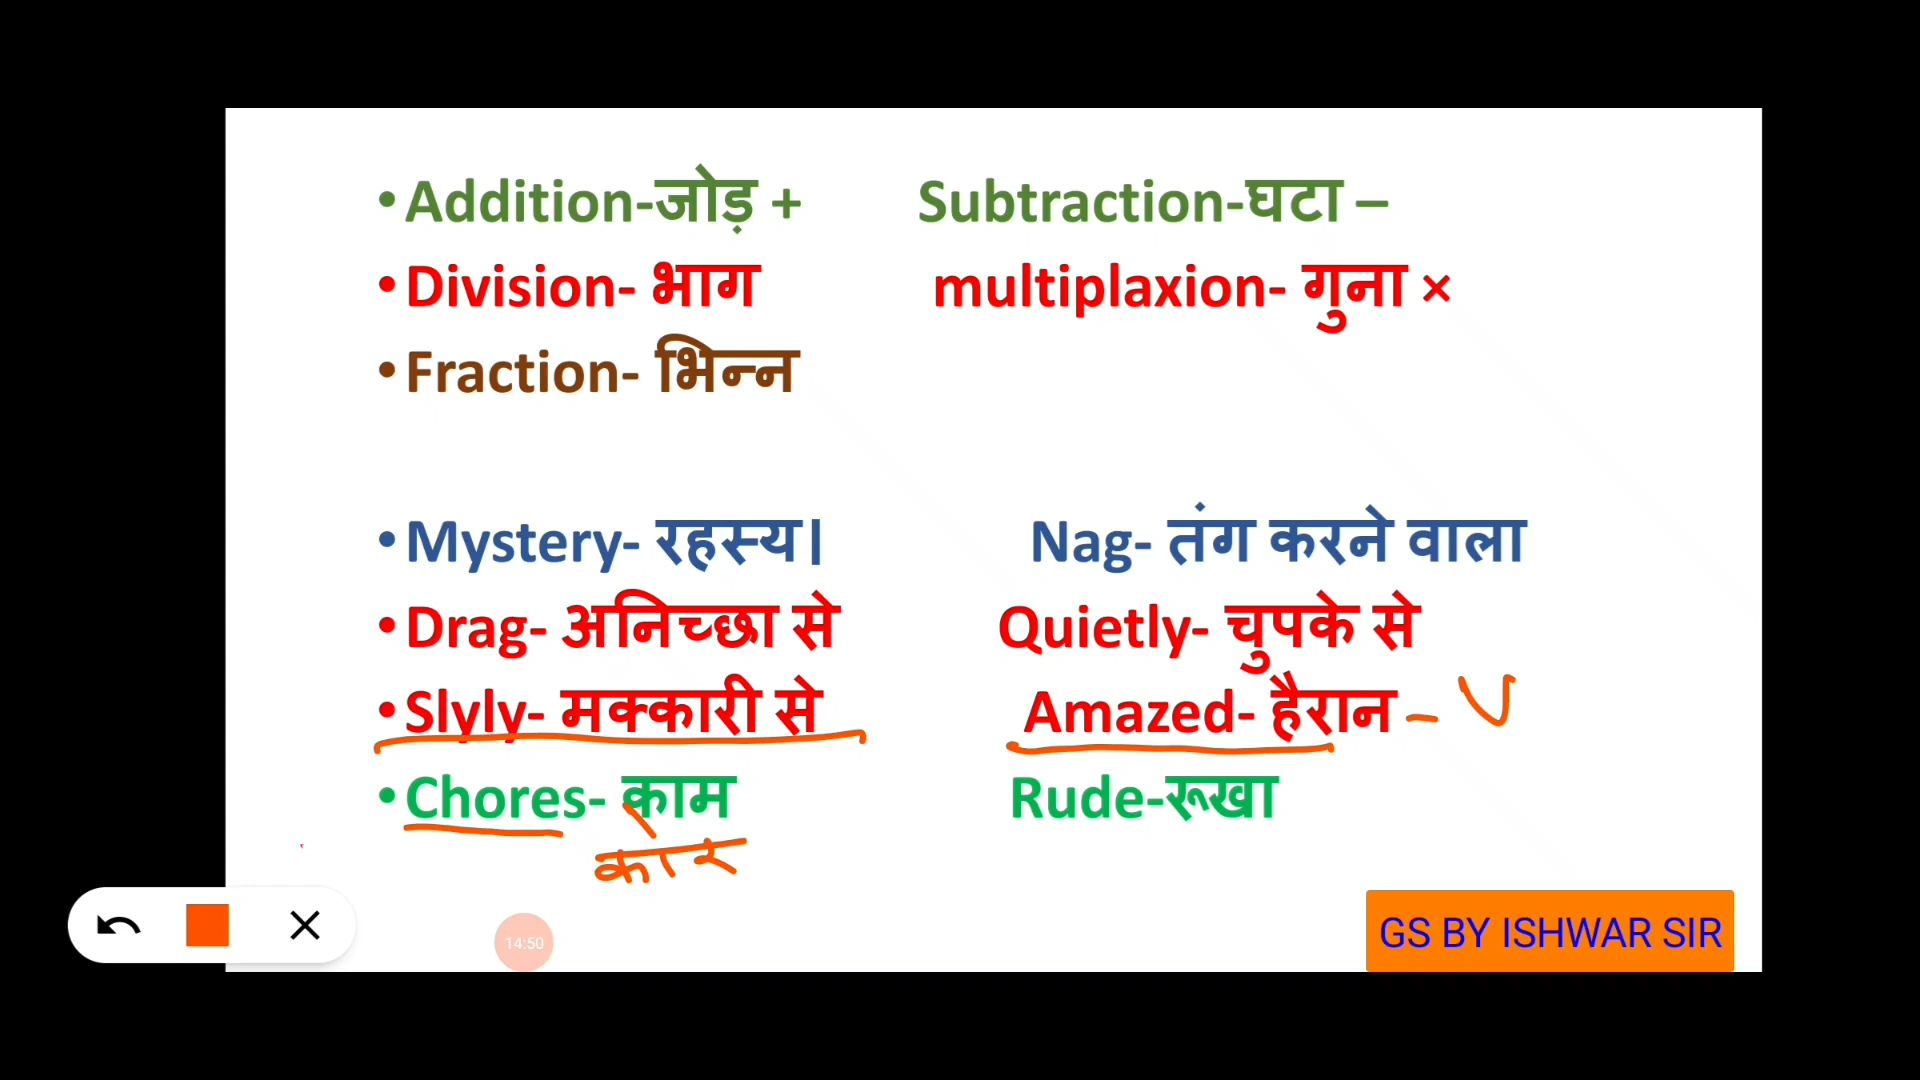 •Addition-जोड़ + Subtraction-घटा –
•Division- भाग multiplaxion- गुना ×
•Fraction- भिन्न
•Mystery- रहस्य। Nag- तंग करने वाला
•Drag- अनिच्छा से Quietly- चुपके से
•Slyly- मक्कारी से Amazed- हैरान – V
•Chores- काम Rude-रूखा
कोर
14:50
GS BY ISHWAR SIR